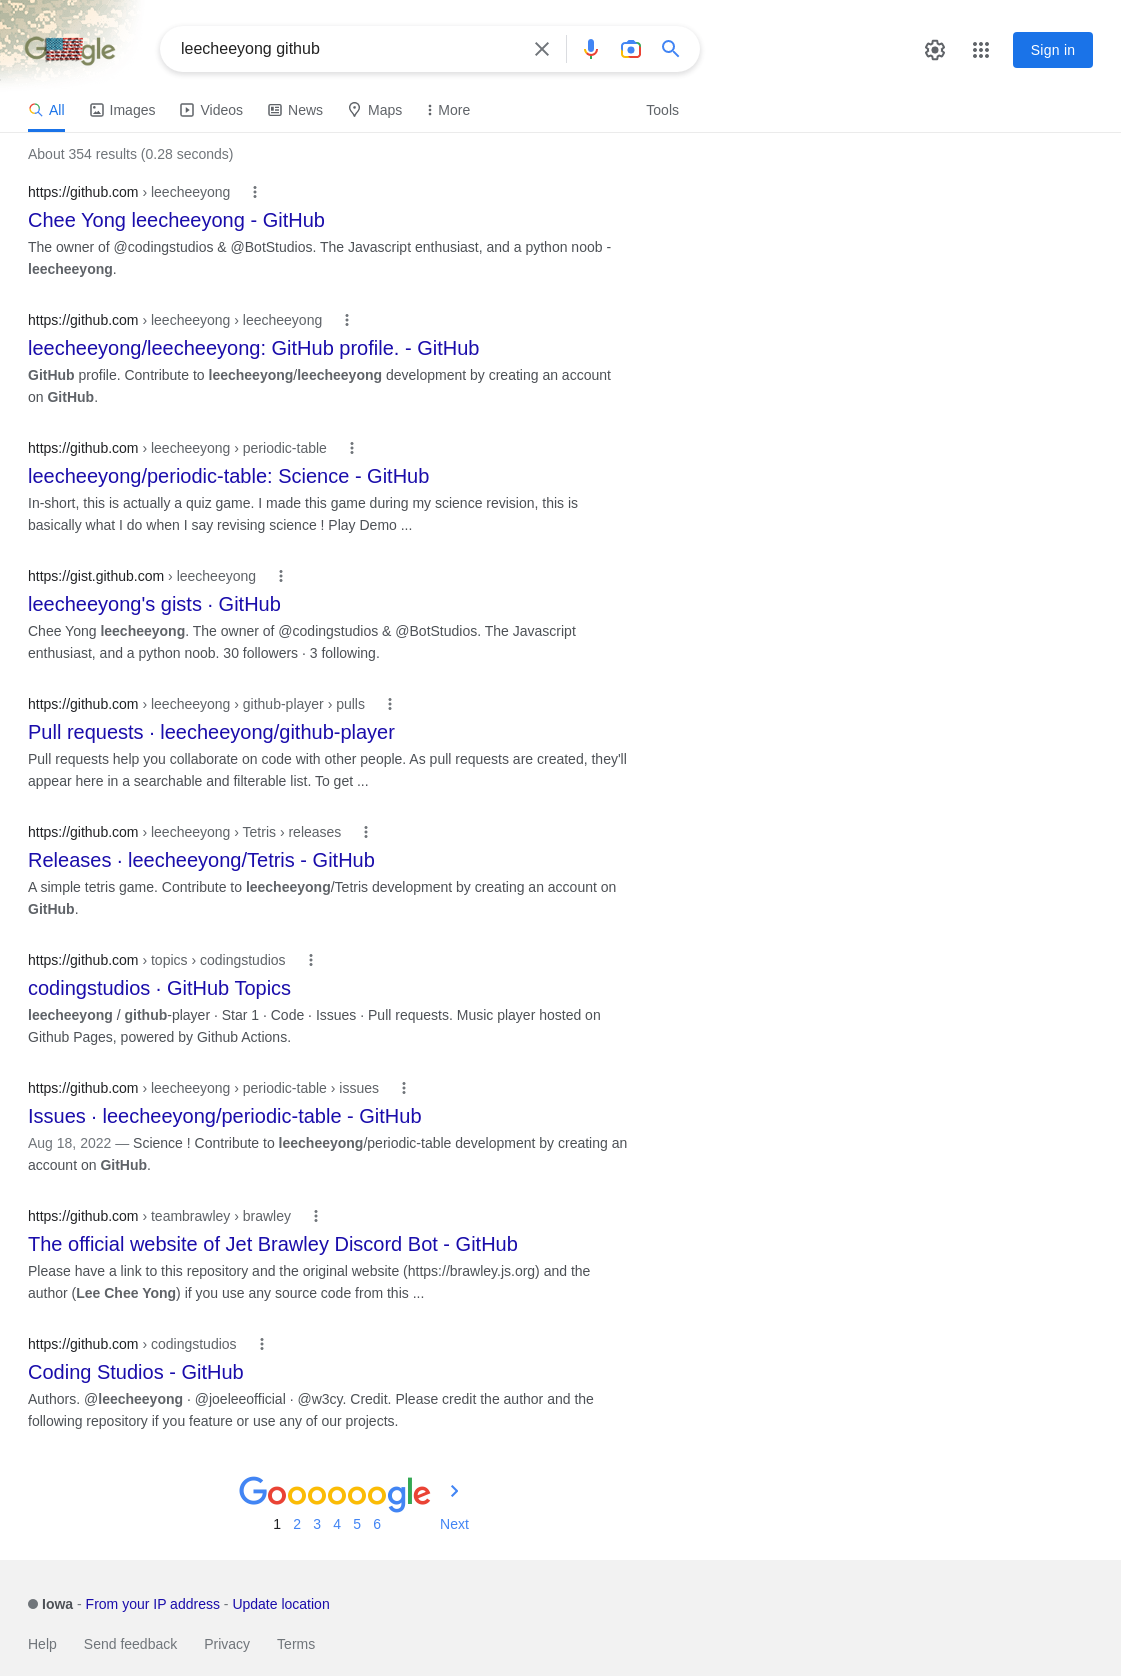 Google
leecheeyong github
Sign in
All
Images
Videos
News
Maps
More
Tools
About 354 results (0.28 seconds)
https://github.com › leecheeyong
Chee Yong leecheeyong - GitHub
The owner of @codingstudios & @BotStudios. The Javascript enthusiast, and a python noob -
leecheeyong.
https://github.com › leecheeyong › leecheeyong
leecheeyong/leecheeyong: GitHub profile. - GitHub
GitHub profile. Contribute to leecheeyong/leecheeyong development by creating an account
on GitHub.
https://github.com › leecheeyong › periodic-table
leecheeyong/periodic-table: Science - GitHub
In-short, this is actually a quiz game. I made this game during my science revision, this is
basically what I do when I say revising science ! Play Demo ...
https://gist.github.com › leecheeyong
leecheeyong's gists · GitHub
Chee Yong leecheeyong. The owner of @codingstudios & @BotStudios. The Javascript
enthusiast, and a python noob. 30 followers · 3 following.
https://github.com › leecheeyong › github-player › pulls
Pull requests · leecheeyong/github-player
Pull requests help you collaborate on code with other people. As pull requests are created, they'll
appear here in a searchable and filterable list. To get ...
https://github.com › leecheeyong › Tetris › releases
Releases · leecheeyong/Tetris - GitHub
A simple tetris game. Contribute to leecheeyong/Tetris development by creating an account on
GitHub.
https://github.com › topics › codingstudios
codingstudios · GitHub Topics
leecheeyong / github-player · Star 1 · Code · Issues · Pull requests. Music player hosted on
Github Pages, powered by Github Actions.
https://github.com › leecheeyong › periodic-table › issues
Issues · leecheeyong/periodic-table - GitHub
Aug 18, 2022 — Science ! Contribute to leecheeyong/periodic-table development by creating an
account on GitHub.
https://github.com › teambrawley › brawley
The official website of Jet Brawley Discord Bot - GitHub
Please have a link to this repository and the original website (https://brawley.js.org) and the
author (Lee Chee Yong) if you use any source code from this ...
https://github.com › codingstudios
Coding Studios - GitHub
Authors. @leecheeyong · @joeleeofficial · @w3cy. Credit. Please credit the author and the
following repository if you feature or use any of our projects.
Goooooogle
1 2 3 4 5 6 Next
Iowa - From your IP address - Update location
Help Send feedback Privacy Terms